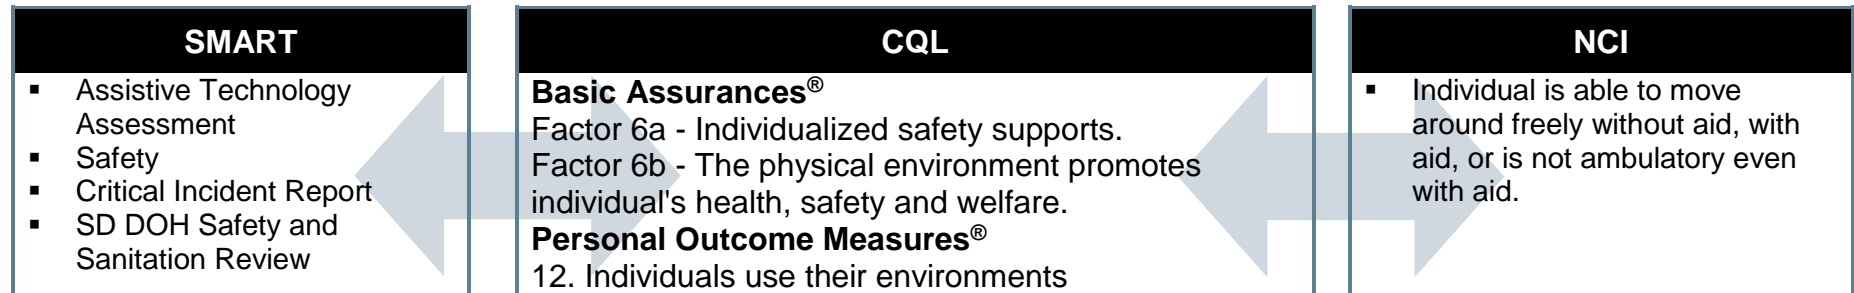 SMART
▪ Assistive Technology
Assessment
▪ Safety
▪ Critical Incident Report
▪ SD DOH Safety and
Sanitation Review
CQL
Basic Assurances®
Factor 6a - Individualized safety supports.
Factor 6b - The physical environment promotes
individual's health, safety and welfare.
Personal Outcome Measures®
12. Individuals use their environments
NCI
▪ Individual is able to move
around freely without aid, with
aid, or is not ambulatory even
with aid.